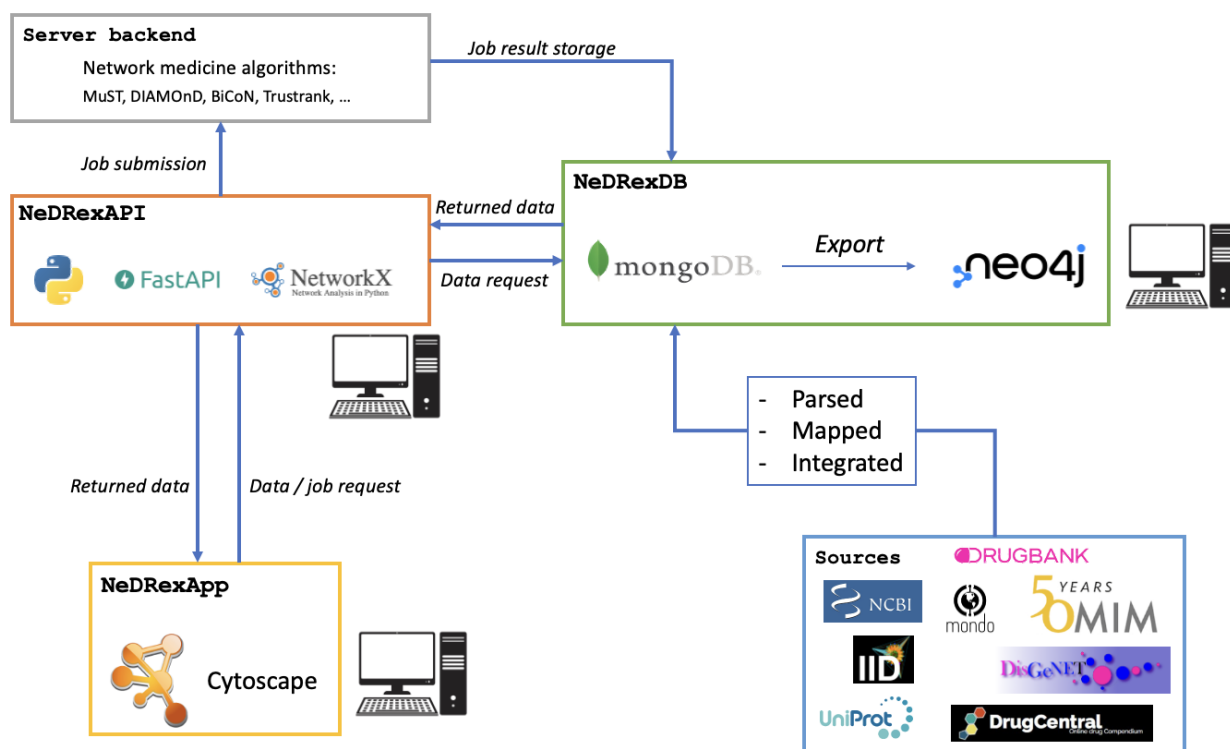 Server backend
Network medicine algorithms:
MuST, DIAMOnD, BiCoN, Trustrank, ...
Job result storage
Job submission
NeDRexAPI
FastAPI
NetworkX
Network Analysis in Python
Returned data
Data request
NeDRexDB
mongoDB.
Export
neo4j
- Parsed
- Mapped
- Integrated
Returned data
Data / job request
NeDRexApp
Cytoscape
Sources
DRUGBANK
NCBI
mondo
50 YEARS
OMIM
IID
DisGeNET
UniProt
DrugCentral
Online drug Compendium